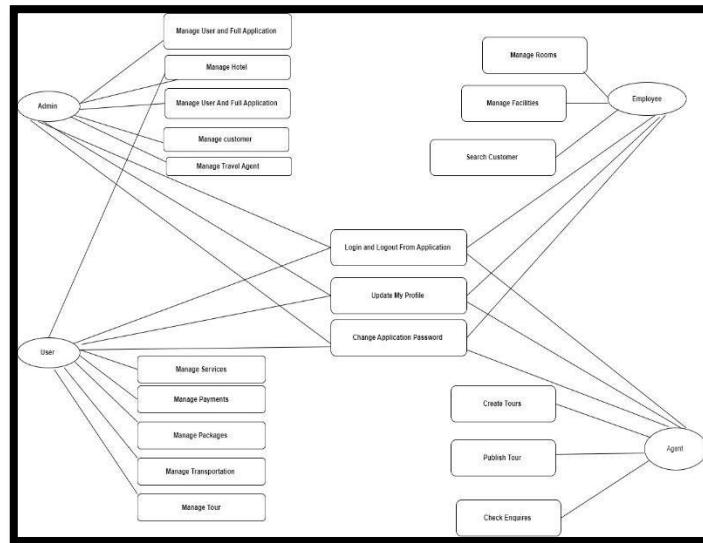 Manage User and Full Application
Manage Hotel
Manage Rooms
Admin
Manage User And Full Application
Manage Facilities
Employee
Manage customer
Manage Travel Agent
Search Customer
Login and Logout From Application
Update My Profile
Change Application Password
User
Manage Services
Manage Payments
Create Tours
Manage Packages
Agent
Publish Tour
Manage Transportation
Manage Tour
Check Enquires